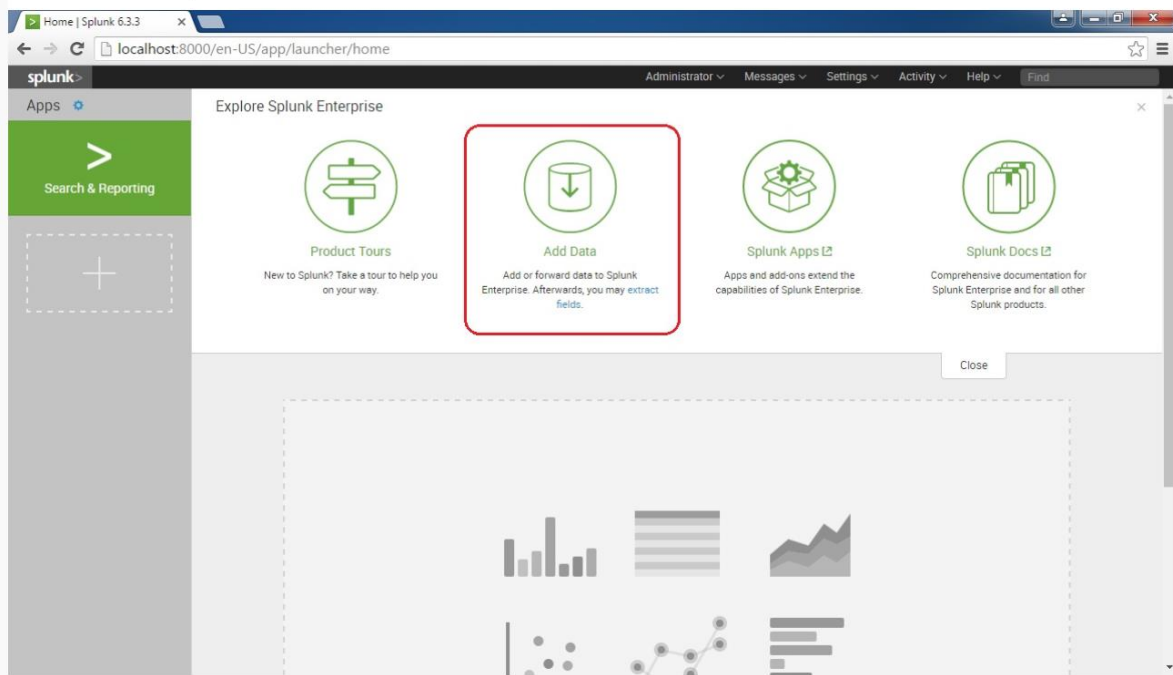 Home | Splunk 6.3.3
localhost:8000/en-US/app/launcher/home
splunk>
Administrator
Messages
Settings
Activity
Help
Find
Apps
Explore Splunk Enterprise
>
Search & Reporting
Product Tours
New to Splunk? Take a tour to help you
on your way.
Add Data
Add or forward data to Splunk
Enterprise. Afterwards, you may extract
fields.
Splunk Apps
Apps and add-ons extend the
capabilities of Splunk Enterprise.
Splunk Docs
Comprehensive documentation for
Splunk Enterprise and for all other
Splunk products.
Close